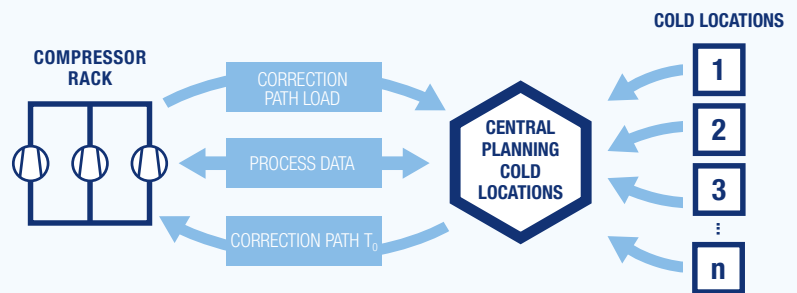 COLD LOCATIONS
COMPRESSOR
RACK
CORRECTION
PATH LOAD
PROCESS DATA
CORRECTION PATH T₀
CENTRAL
PLANNING
COLD
LOCATIONS
1
2
3
⋮
n